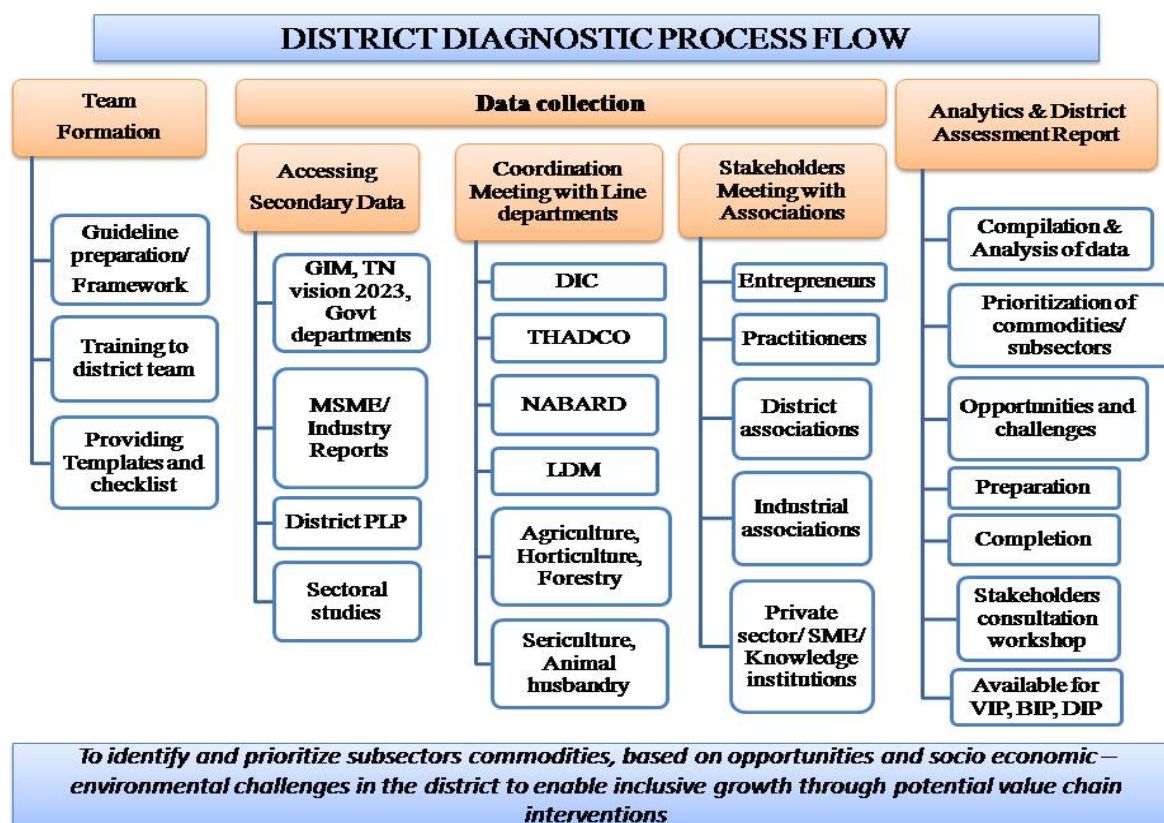 DISTRICT DIAGNOSTIC PROCESS FLOW
Team
Formation
Guideline
preparation/
Framework
Training to
district team
Providing
Templates and
checklist
Data collection
Accessing
Secondary Data
GIM, TN
vision 2023,
Govt
departments
MSME/
Industry
Reports
District PLP
Sectoral
studies
Coordination
Meeting with Line
departments
DIC
THADCO
NABARD
LDM
Agriculture,
Horticulture,
Forestry
Sericulture,
Animal
husbandry
Stakeholders
Meeting with
Associations
Entrepreneurs
Practitioners
District
associations
Industrial
associations
Private
sector/ SME/
Knowledge
institutions
Analytics & District
Assessment Report
Compilation &
Analysis of data
Prioritization of
commodities/
subsectors
Opportunities and
challenges
Preparation
Completion
Stakeholders
consultation
workshop
Available for
VIP, BIP, DIP
To identify and prioritize subsectors commodities, based on opportunities and socio economic –
environmental challenges in the district to enable inclusive growth through potential value chain
interventions